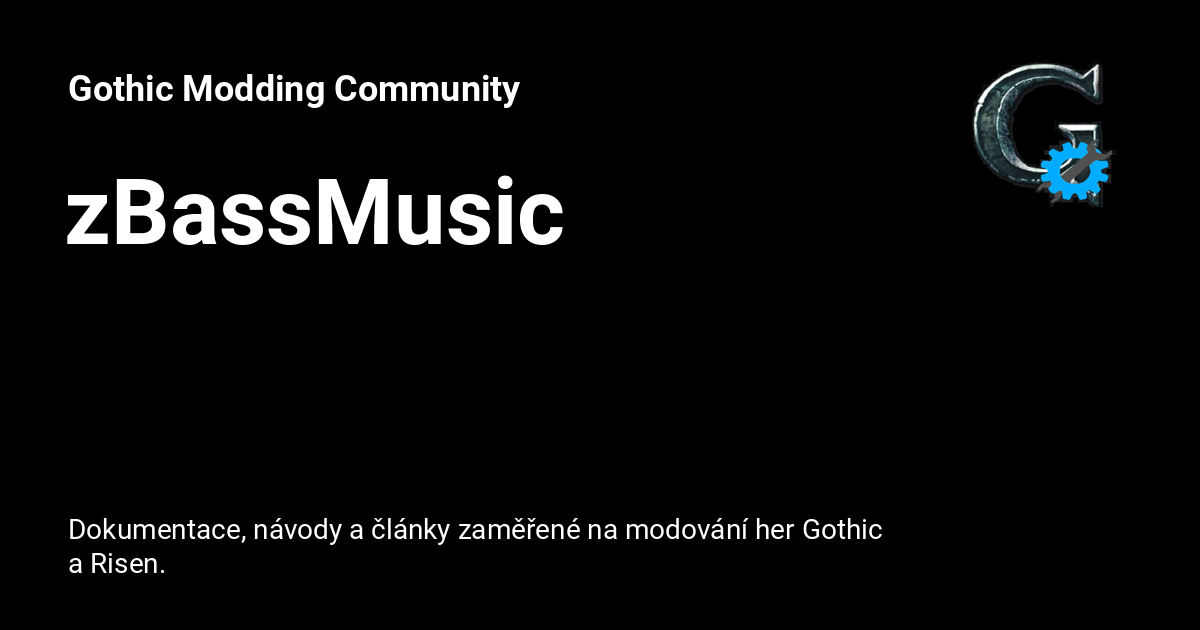 Gothic Modding Community
zBassMusic
Dokumentace, návody a články zaměřené na modování her Gothic
a Risen.